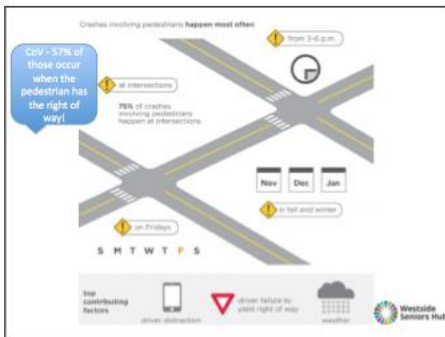 Crashes involving pedestrians happen most often:
from 3-6 p.m.
CoV - 57% of
those occur
when the
pedestrian has
the right of
way!
at intersections
75% of crashes
involving pedestrians
happen at intersections.
Nov Dec Jan
in fall and winter
on Fridays
S M T W T F S
top
contributing
factors
driver distraction
driver failure to
yield right of way
weather
Westside
Seniors Hub